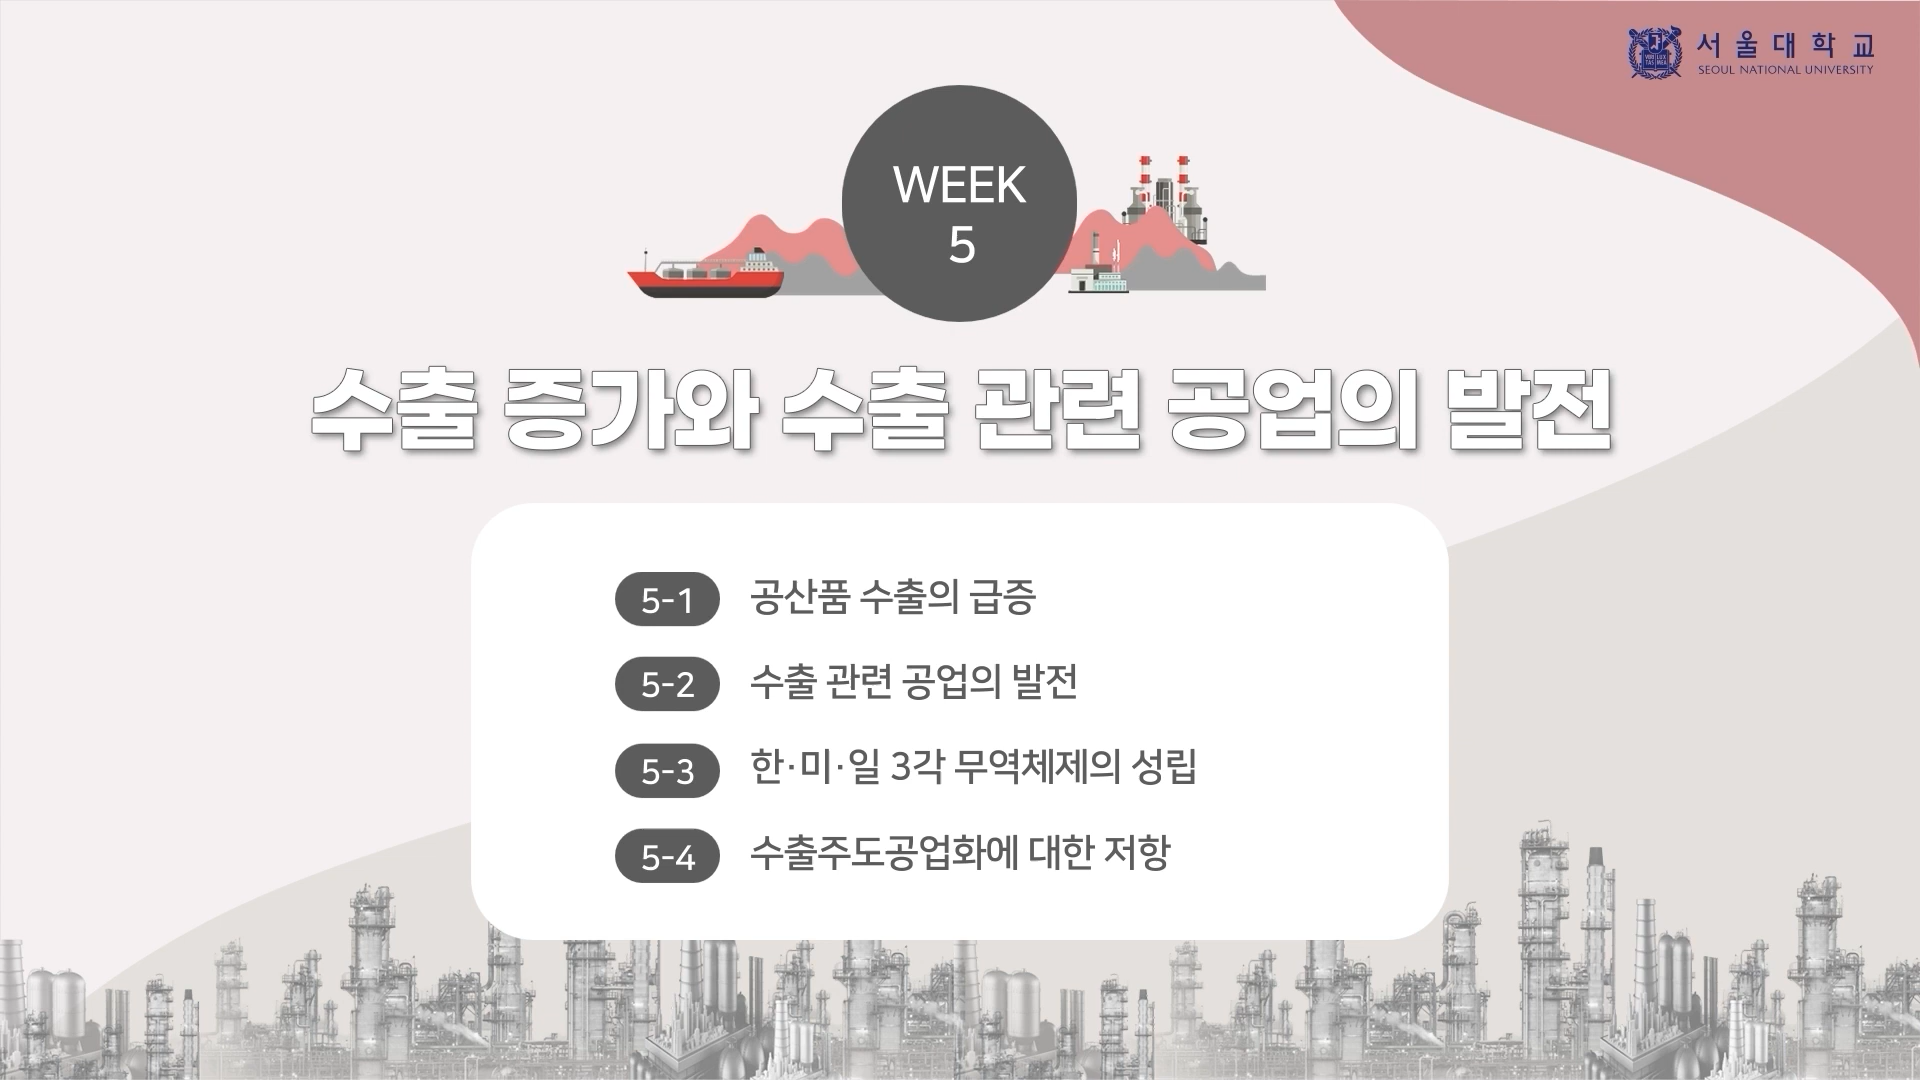 서울대학교
SEOUL NATIONAL UNIVERSITY
WEEK
5
수출 증가와 수출 관련 공업의 발전
5-1 공산품 수출의 급증
5-2 수출 관련 공업의 발전
5-3 한·미·일 3각 무역체제의 성립
5-4 수출주도공업화에 대한 저항